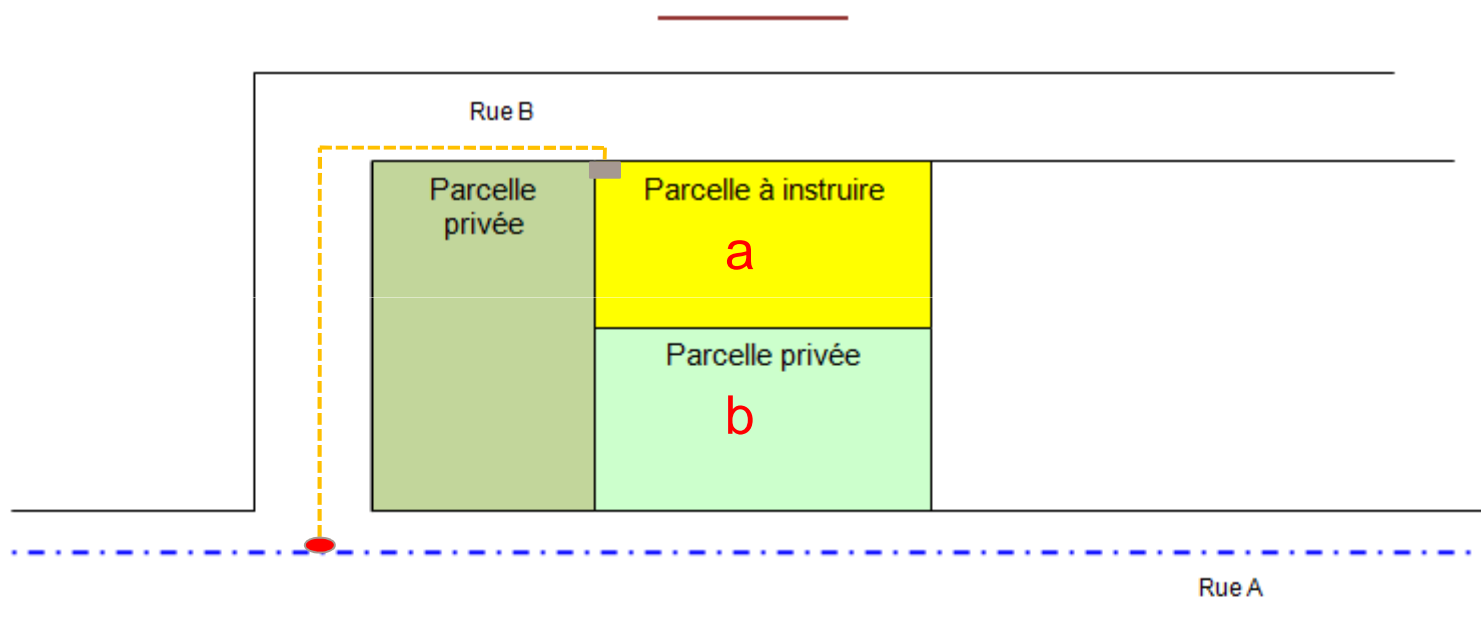 Rue B
Parcelle
privée
Parcelle à instruire
a
Parcelle privée
b
Rue A